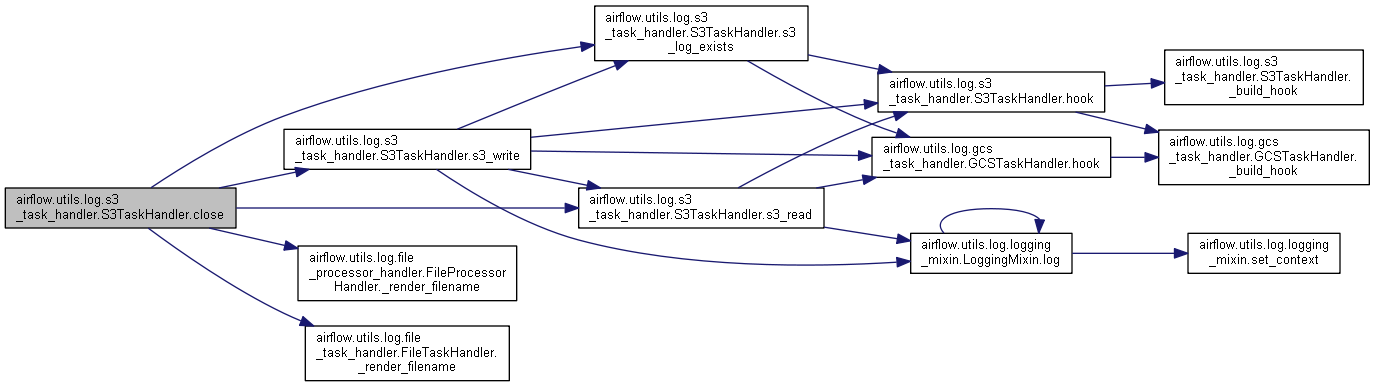 airflow.utils.log.s3
_task_handler.S3TaskHandler.close
airflow.utils.log.s3
_task_handler.S3TaskHandler.s3_write
airflow.utils.log.file
_processor_handler.FileProcessor
Handler._render_filename
airflow.utils.log.file
_task_handler.FileTaskHandler.
_render_filename
airflow.utils.log.s3
_task_handler.S3TaskHandler.s3
_log_exists
airflow.utils.log.s3
_task_handler.S3TaskHandler.s3_read
airflow.utils.log.s3
_task_handler.S3TaskHandler.hook
airflow.utils.log.gcs
_task_handler.GCSTaskHandler.hook
airflow.utils.log.logging
_mixin.LoggingMixin.log
airflow.utils.log.s3
_task_handler.S3TaskHandler.
_build_hook
airflow.utils.log.gcs
_task_handler.GCSTaskHandler.
_build_hook
airflow.utils.log.logging
_mixin.set_context